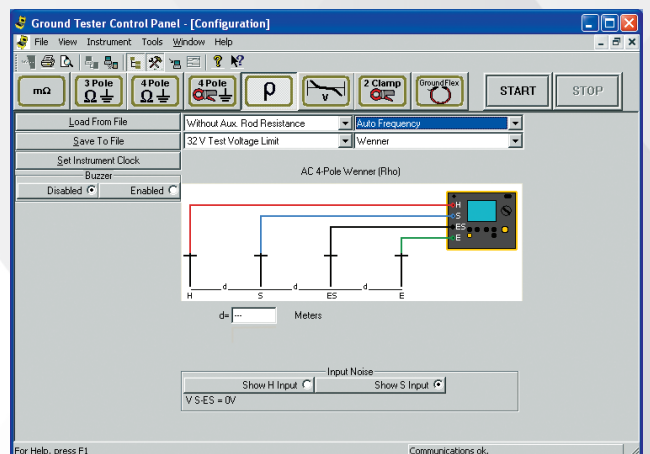 Ground Tester Control Panel - [Configuration]
File View Instrument Tools Window Help
mΩ
3 Pole
Ω
4 Pole
Ω
4 Pole
ρ
V
2 Clamp
GroundFlex
START
STOP
Load From File
Without Aux. Rod Resistance
Auto Frequency
Save To File
32 V Test Voltage Limit
Wenner
Set Instrument Clock
Buzzer
Disabled
Enabled
AC 4-Pole Wenner (Rho)
H
S
ES
E
d d d
H S ES E
d= --- Meters
Input Noise
Show H Input
Show S Input
V S-ES = 0V
For Help, press F1
Communications ok.